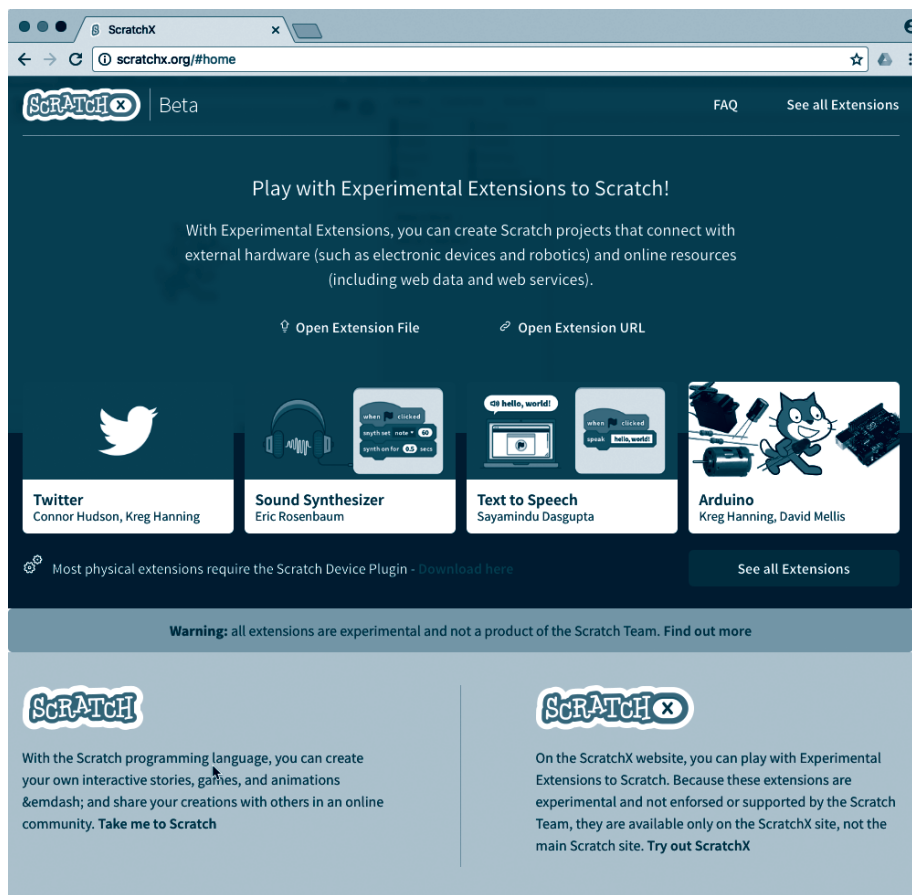 ScratchX
scratchx.org/#home
SCRATCH X Beta
FAQ
See all Extensions
Play with Experimental Extensions to Scratch!
With Experimental Extensions, you can create Scratch projects that connect with
external hardware (such as electronic devices and robotics) and online resources
(including web data and web services).
Open Extension File
Open Extension URL
when clicked
snyth set note 60
synth on for 0.5 secs
hello, world!
when clicked
speak hello, world!
Twitter
Connor Hudson, Kreg Hanning
Sound Synthesizer
Eric Rosenbaum
Text to Speech
Sayamindu Dasgupta
Arduino
Kreg Hanning, David Mellis
Most physical extensions require the Scratch Device Plugin - Download here
See all Extensions
Warning: all extensions are experimental and not a product of the Scratch Team. Find out more
SCRATCH
With the Scratch programming language, you can create
your own interactive stories, games, and animations
&emdash; and share your creations with others in an online
community. Take me to Scratch
SCRATCH X
On the ScratchX website, you can play with Experimental
Extensions to Scratch. Because these extensions are
experimental and not enforsed or supported by the Scratch
Team, they are available only on the ScratchX site, not the
main Scratch site. Try out ScratchX